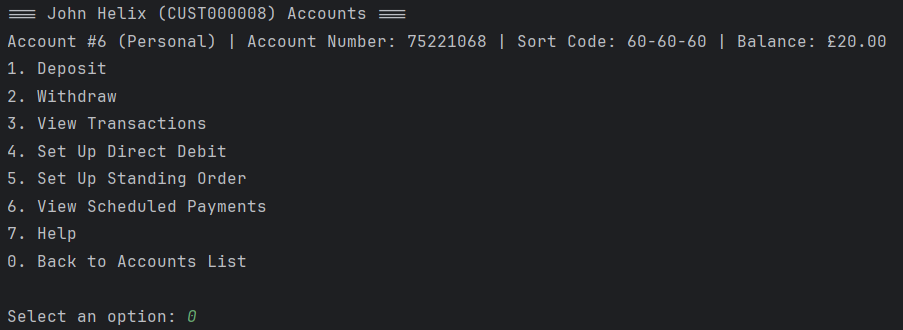 === John Helix (CUST000008) Accounts ===
Account #6 (Personal) | Account Number: 75221068 | Sort Code: 60-60-60 | Balance: £20.00
1. Deposit
2. Withdraw
3. View Transactions
4. Set Up Direct Debit
5. Set Up Standing Order
6. View Scheduled Payments
7. Help
0. Back to Accounts List
Select an option: 0